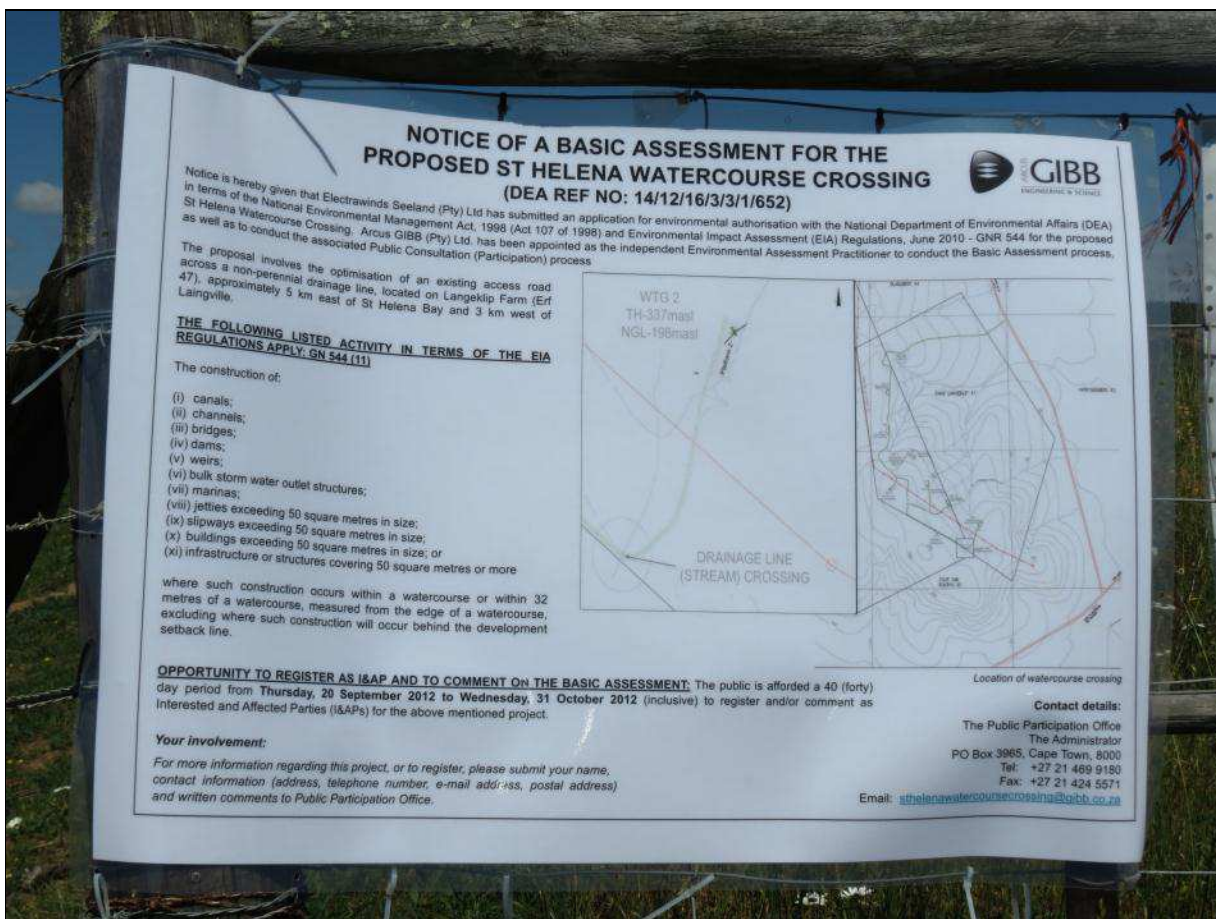 NOTICE OF A BASIC ASSESSMENT FOR THE
PROPOSED ST HELENA WATERCOURSE CROSSING
(DEA REF NO: 14/12/16/3/3/1/652)
ARCUS
GIBB
ENGINEERING & SCIENCE
Notice is hereby given that Electrawinds Seeland (Pty) Ltd has submitted an application for environmental authorisation with the National Department of Environmental Affairs (DEA)
in terms of the National Environmental Management Act, 1998 (Act 107 of 1998) and Environmental Impact Assessment (EIA) Regulations, June 2010 - GNR 544 for the proposed
St Helena Watercourse Crossing. Arcus GIBB (Pty) Ltd. has been appointed as the independent Environmental Assessment Practitioner to conduct the Basic Assessment process,
as well as to conduct the associated Public Consultation (Participation) process
The proposal involves the optimisation of an existing access road
across a non-perennial drainage line, located on Langeklip Farm (Erf
47), approximately 5 km east of St Helena Bay and 3 km west of
Laingville.
THE FOLLOWING LISTED ACTIVITY IN TERMS OF THE EIA
REGULATIONS APPLY: GN 544 (11)
The construction of:
(i) canals;
(ii) channels;
(iii) bridges;
(iv) dams;
(v) weirs;
(vi) bulk storm water outlet structures;
(vii) marinas;
(viii) jetties exceeding 50 square metres in size;
(ix) slipways exceeding 50 square metres in size;
(x) buildings exceeding 50 square metres in size; or
(xi) infrastructure or structures covering 50 square metres or more
where such construction occurs within a watercourse or within 32
metres of a watercourse, measured from the edge of a watercourse,
excluding where such construction will occur behind the development
setback line.
WTG 2
TH-337masl
NGL-198masl
DRAINAGE LINE
(STREAM) CROSSING
Location of watercourse crossing
OPPORTUNITY TO REGISTER AS I&AP AND TO COMMENT ON THE BASIC ASSESSMENT: The public is afforded a 40 (forty)
day period from Thursday, 20 September 2012 to Wednesday, 31 October 2012 (inclusive) to register and/or comment as
Interested and Affected Parties (I&APs) for the above mentioned project.
Your involvement:
For more information regarding this project, or to register, please submit your name,
contact information (address, telephone number, e-mail address, postal address)
and written comments to Public Participation Office.
Contact details:
The Public Participation Office
The Administrator
PO Box 3965, Cape Town, 8000
Tel: +27 21 469 9180
Fax: +27 21 424 5571
Email: sthelenawatercoursecrossing@gibb.co.za